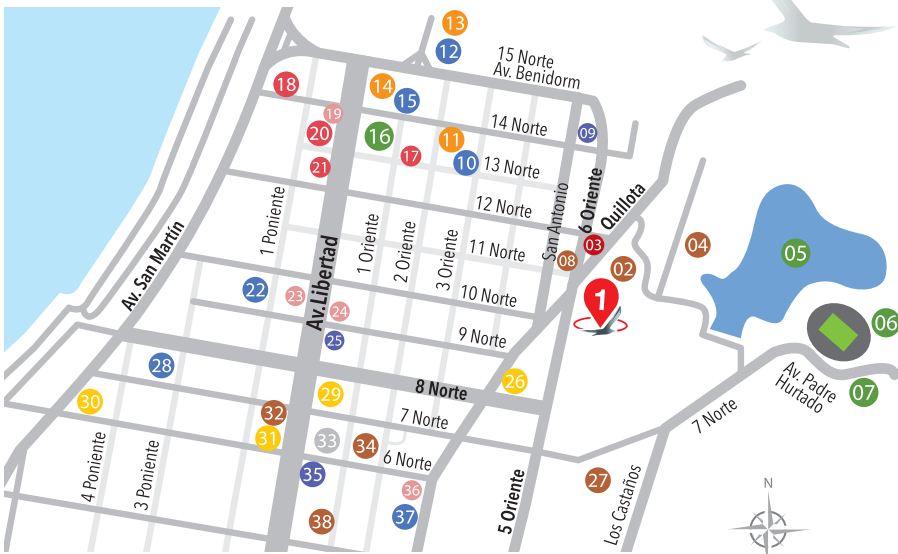 13
12
15 Norte
Av. Benidorm
18
14
15
19
20
16
11
14 Norte
09
21
17
10
13 Norte
12 Norte
San Antonio
6 Oriente
Quillota
1 Poniente
Av. San Martín
Av.Libertad
1 Oriente
2 Oriente
3 Oriente
11 Norte
08
03
02
04
05
22
23
24
10 Norte
1
25
9 Norte
06
28
8 Norte
26
Av. Padre
Hurtado
07
30
32
29
7 Norte
7 Norte
31
33
34
6 Norte
4 Poniente
3 Poniente
35
36
27
5 Oriente
Los Castaños
38
37
N